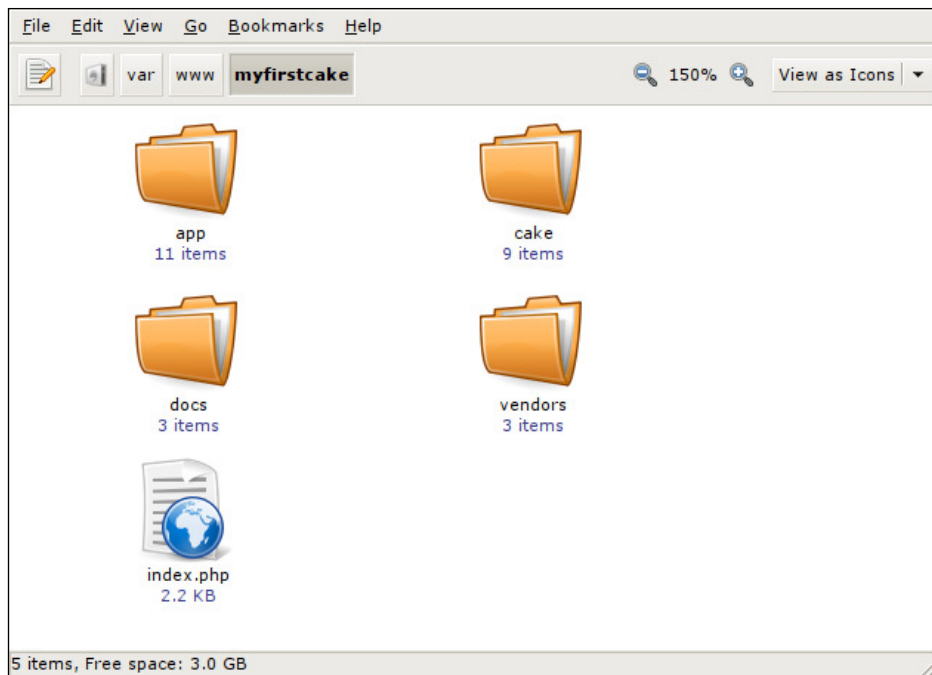 File Edit View Go Bookmarks Help
var www myfirstcake 150% View as Icons
app cake
11 items 9 items
docs vendors
3 items 3 items
index.php
2.2 KB
5 items, Free space: 3.0 GB